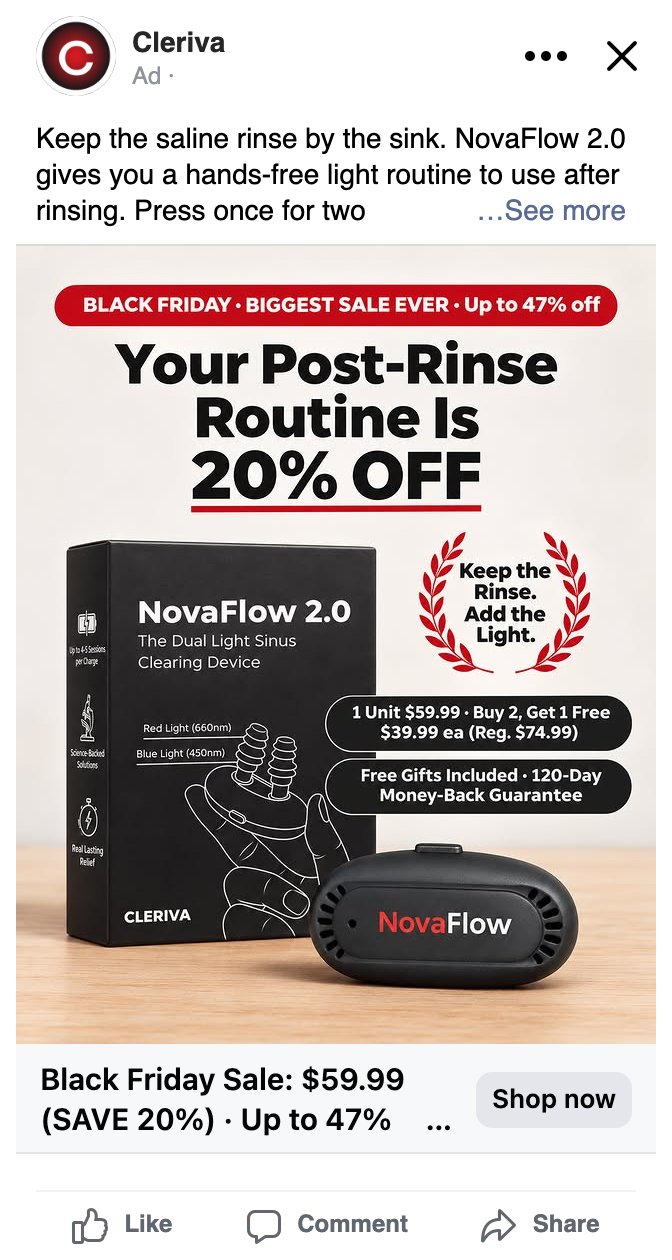 Cleriva
Ad ·
Keep the saline rinse by the sink. NovaFlow 2.0
gives you a hands-free light routine to use after
rinsing. Press once for two
...See more
BLACK FRIDAY · BIGGEST SALE EVER · Up to 47% off
Your Post-Rinse
Routine Is
20% OFF
Keep the
Rinse.
Add the
Light.
NovaFlow 2.0
The Dual Light Sinus
Clearing Device
Up to 4-5 Sessions
per Charge
Red Light (660nm)
Blue Light (450nm)
Science-Backed
Solutions
Real Lasting
Relief
CLERIVA
1 Unit $59.99 · Buy 2, Get 1 Free
$39.99 ea (Reg. $74.99)
Free Gifts Included · 120-Day
Money-Back Guarantee
NovaFlow
Black Friday Sale: $59.99
(SAVE 20%) · Up to 47% ...
Shop now
Like
Comment
Share